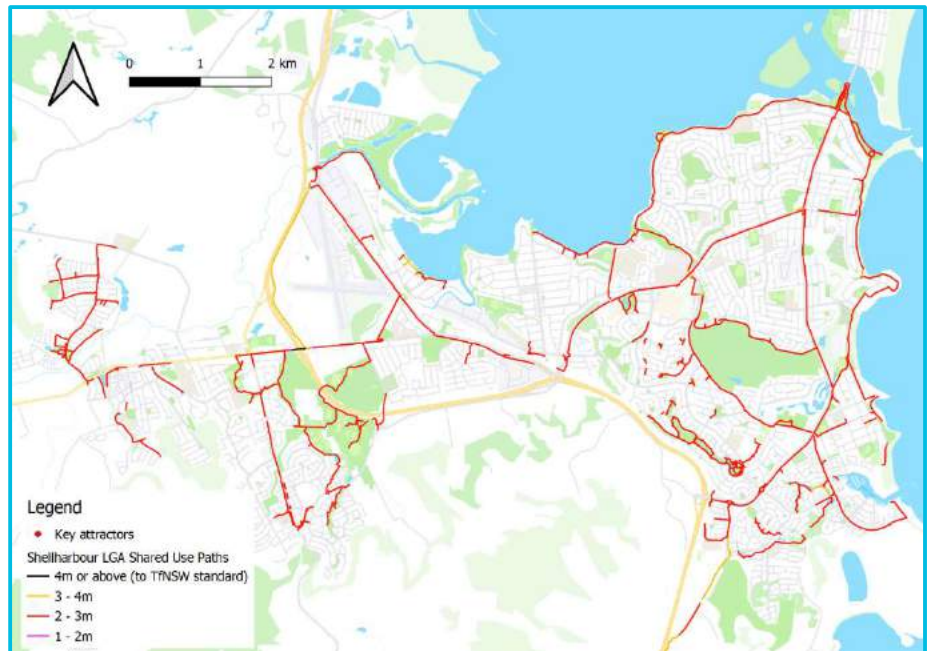 0 1 2 km
Legend
Key attractors
Shellharbour LGA Shared Use Paths
4m or above (to TfNSW standard)
3 - 4m
2 - 3m
1 - 2m